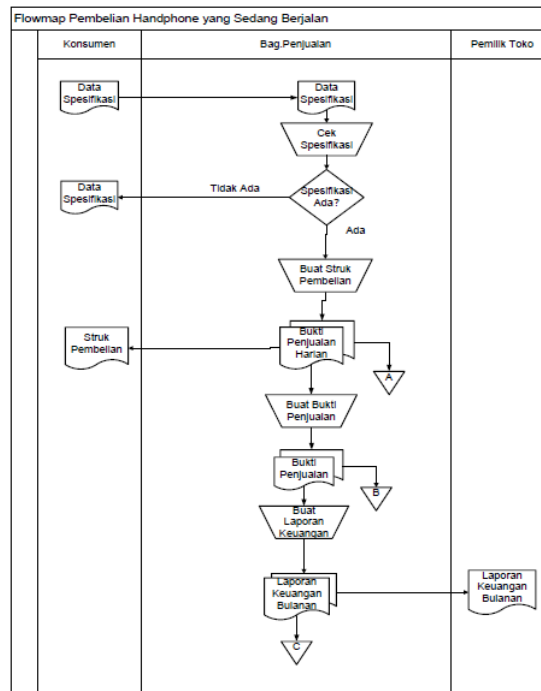 Flowmap Pembelian Handphone yang Sedang Berjalan
Konsumen
Bag.Penjualan
Pemilik Toko
Data
Spesifikasi
Data
Spesifikasi
Cek
Spesifikasi
Data
Spesifikasi
Tidak Ada
Spesifikasi
Ada?
Ada
Buat Struk
Pembelian
Struk
Pembelian
Bukti
Penjualan
Harian
A
Buat Bukti
Penjualan
Bukti
Penjualan
B
Buat
Laporan
Keuangan
Laporan
Keuangan
Bulanan
Laporan
Keuangan
Bulanan
C